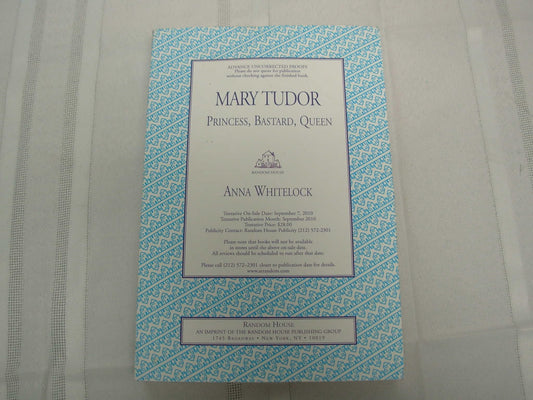 ADVANCE UNCORRECTED PROOFS
Please do not quote for publication
without checking against the finished book.
MARY TUDOR
PRINCESS, BASTARD, QUEEN
RANDOM HOUSE
ANNA WHITELOCK
Tentative On-Sale Date: September 7, 2010
Tentative Publication Month: September 2010
Tentative Price: $28.00
Publicity Contact: Random House Publicity (212) 572-2301
Please note that books will not be available
in stores until the above on-sale date.
All reviews should be scheduled to run after that date.
Please call (212) 572-2301 closer to publication date for details.
www.atrandom.com
RANDOM HOUSE
AN IMPRINT OF THE RANDOM HOUSE PUBLISHING GROUP
1745 BROADWAY • NEW YORK, NY • 10019